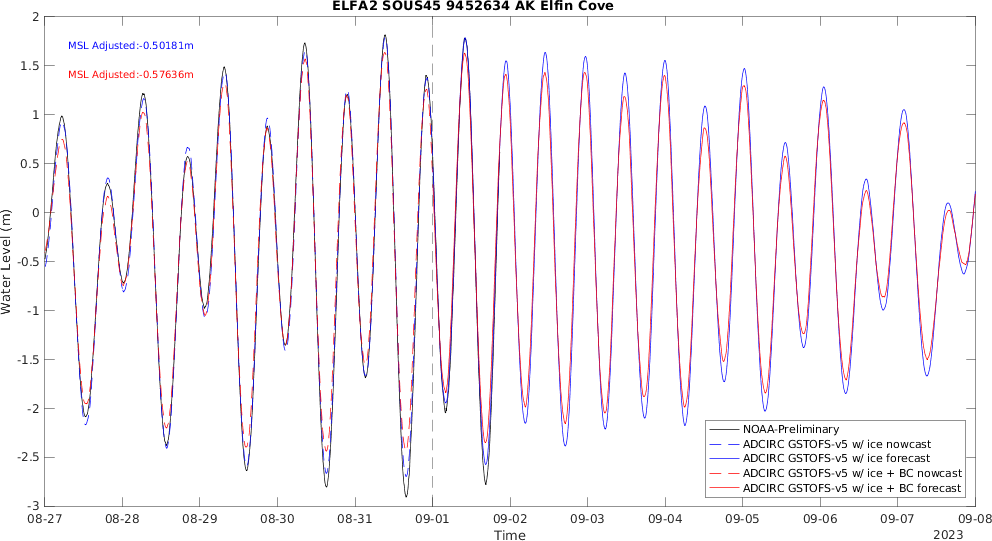 ELFA2 SOUS45 9452634 AK Elfin Cove
MSL Adjusted:-0.50181m
MSL Adjusted:-0.57636m
Water Level (m)
2
1.5
1
0.5
0
-0.5
-1
-1.5
-2
-2.5
-3
NOAA-Preliminary
ADCIRC GSTOFS-v5 w/ ice nowcast
ADCIRC GSTOFS-v5 w/ ice forecast
ADCIRC GSTOFS-v5 w/ ice + BC nowcast
ADCIRC GSTOFS-v5 w/ ice + BC forecast
08-27 08-28 08-29 08-30 08-31 09-01 09-02 09-03 09-04 09-05 09-06 09-07 09-08
Time
2023